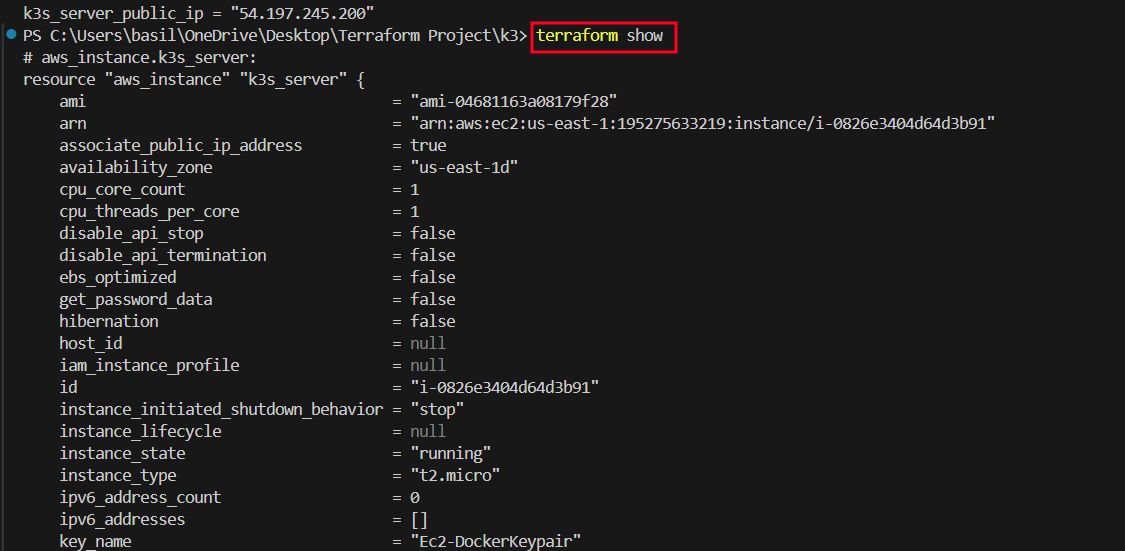 k3s_server_public_ip = "54.197.245.200"
PS C:\Users\basil\OneDrive\Desktop\Terraform Project\k3> terraform show
# aws_instance.k3s_server:
resource "aws_instance" "k3s_server" {
    ami                                  = "ami-04681163a08179f28"
    arn                                  = "arn:aws:ec2:us-east-1:195275633219:instance/i-0826e3404d64d3b91"
    associate_public_ip_address          = true
    availability_zone                    = "us-east-1d"
    cpu_core_count                       = 1
    cpu_threads_per_core                 = 1
    disable_api_stop                     = false
    disable_api_termination              = false
    ebs_optimized                        = false
    get_password_data                    = false
    hibernation                          = false
    host_id                              = null
    iam_instance_profile                 = null
    id                                   = "i-0826e3404d64d3b91"
    instance_initiated_shutdown_behavior = "stop"
    instance_lifecycle                   = null
    instance_state                       = "running"
    instance_type                        = "t2.micro"
    ipv6_address_count                   = 0
    ipv6_addresses                       = []
    key_name                             = "Ec2-DockerKeypair"